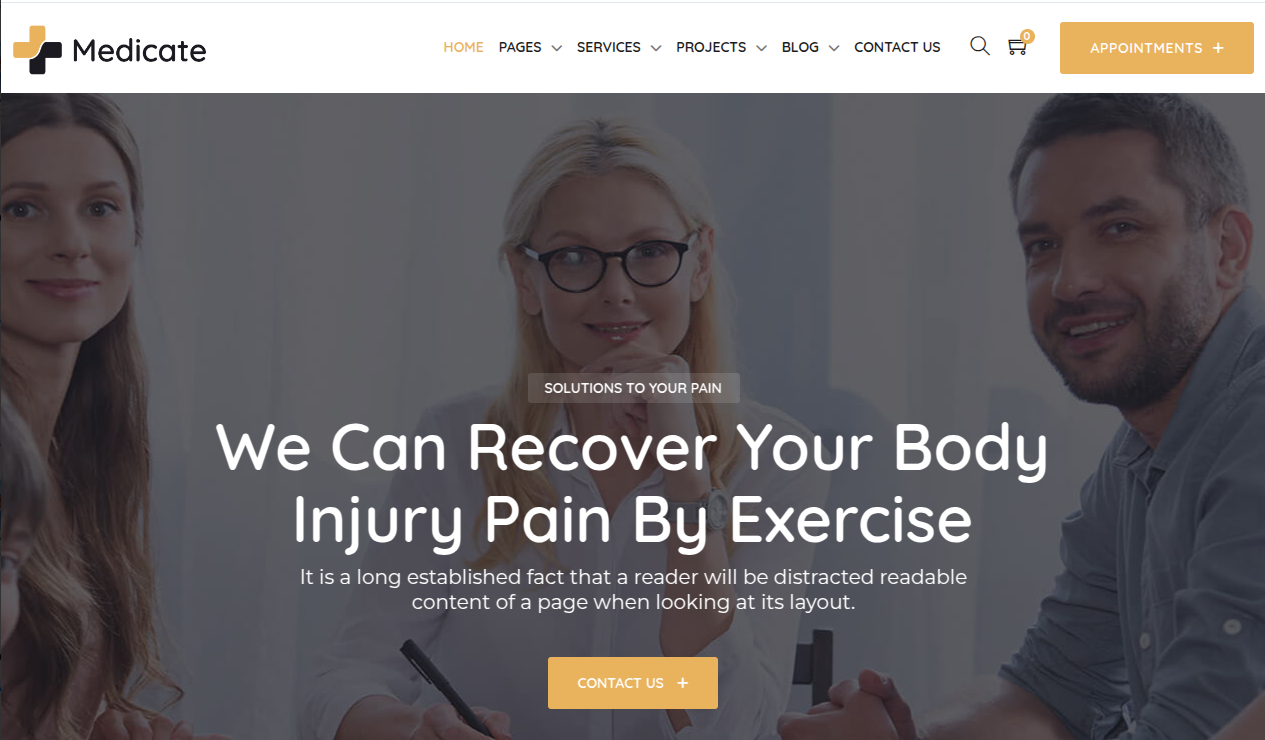 Medicate
HOME PAGES SERVICES PROJECTS BLOG CONTACT US 0 APPOINTMENTS +
SOLUTIONS TO YOUR PAIN
We Can Recover Your Body
Injury Pain By Exercise
It is a long established fact that a reader will be distracted readable
content of a page when looking at its layout.
CONTACT US +